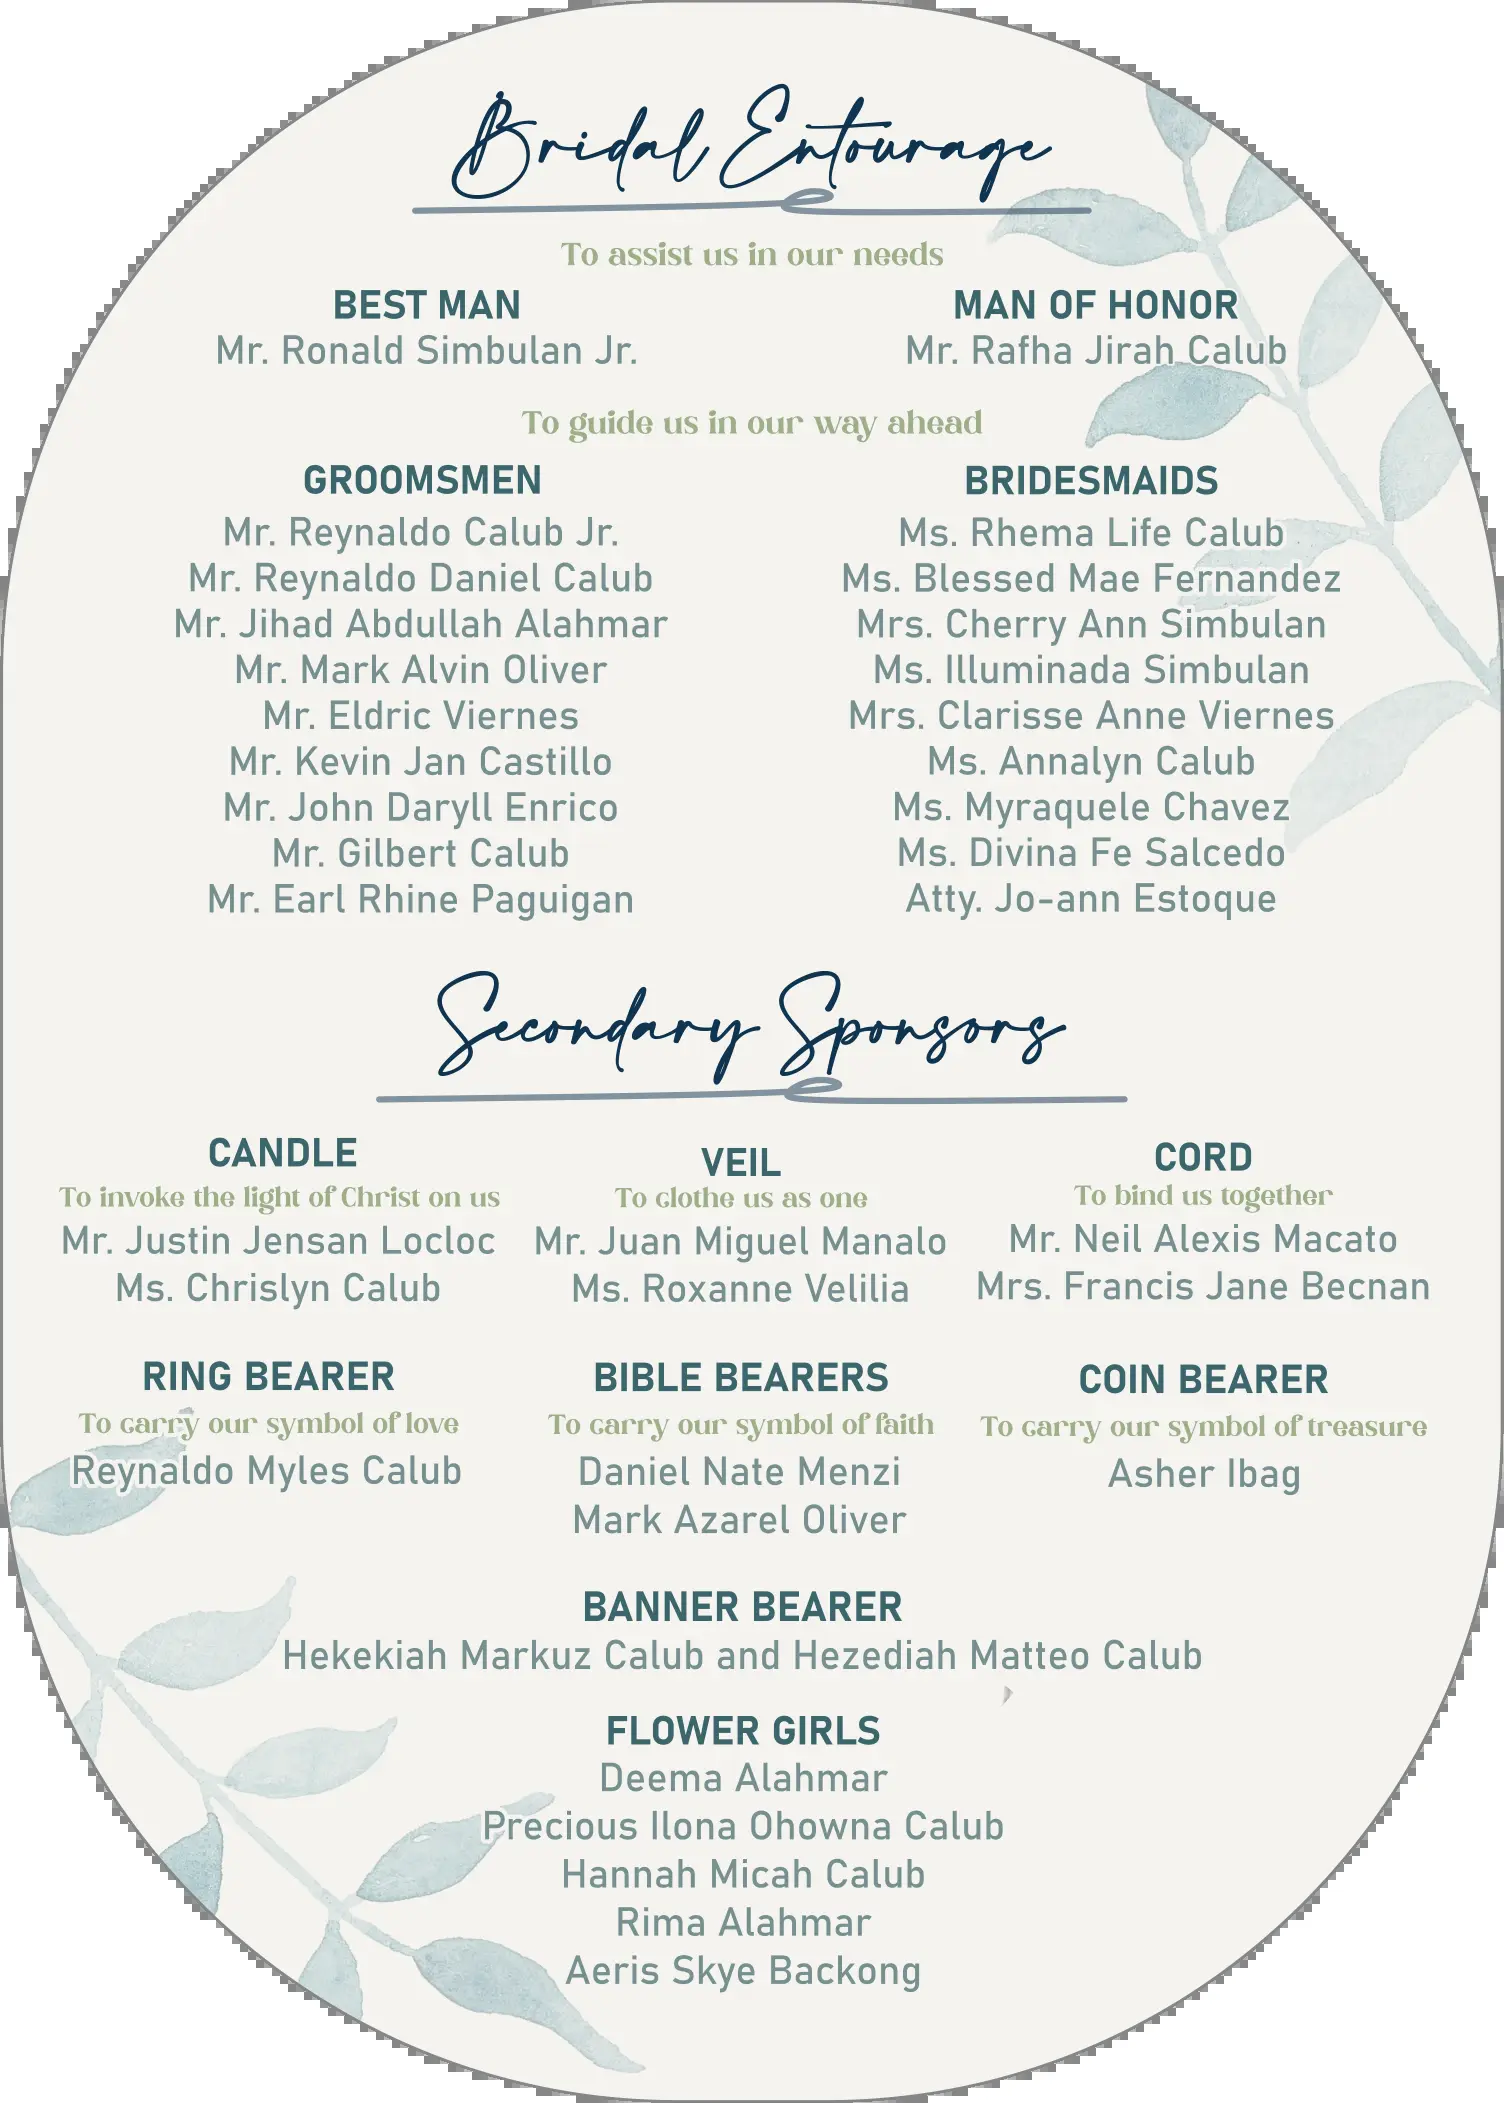 Bridal Entourage
To assist us in our needs
BEST MAN
Mr. Ronald Simbulan Jr.
MAN OF HONOR
Mr. Rafha Jirah Calub
To guide us in our way ahead
GROOMSMEN
Mr. Reynaldo Calub Jr.
Mr. Reynaldo Daniel Calub
Mr. Jihad Abdullah Alahmar
Mr. Mark Alvin Oliver
Mr. Eldric Viernes
Mr. Kevin Jan Castillo
Mr. John Daryll Enrico
Mr. Gilbert Calub
Mr. Earl Rhine Paguigan
BRIDESMAIDS
Ms. Rhema Life Calub
Ms. Blessed Mae Fernandez
Mrs. Cherry Ann Simbulan
Ms. Illuminada Simbulan
Mrs. Clarisse Anne Viernes
Ms. Annalyn Calub
Ms. Myraquele Chavez
Ms. Divina Fe Salcedo
Atty. Jo-ann Estoque
Secondary Sponsors
CANDLE
To invoke the light of Christ on us
Mr. Justin Jensan Locloc
Ms. Chrislyn Calub
VEIL
To clothe us as one
Mr. Juan Miguel Manalo
Ms. Roxanne Velilia
CORD
To bind us together
Mr. Neil Alexis Macato
Mrs. Francis Jane Becnan
RING BEARER
To carry our symbol of love
Reynaldo Myles Calub
BIBLE BEARERS
To carry our symbol of faith
Daniel Nate Menzi
Mark Azarel Oliver
COIN BEARER
To carry our symbol of treasure
Asher Ibag
BANNER BEARER
Hekekiah Markuz Calub and Hezediah Matteo Calub
FLOWER GIRLS
Deema Alahmar
Precious Ilona Ohowna Calub
Hannah Micah Calub
Rima Alahmar
Aeris Skye Backong